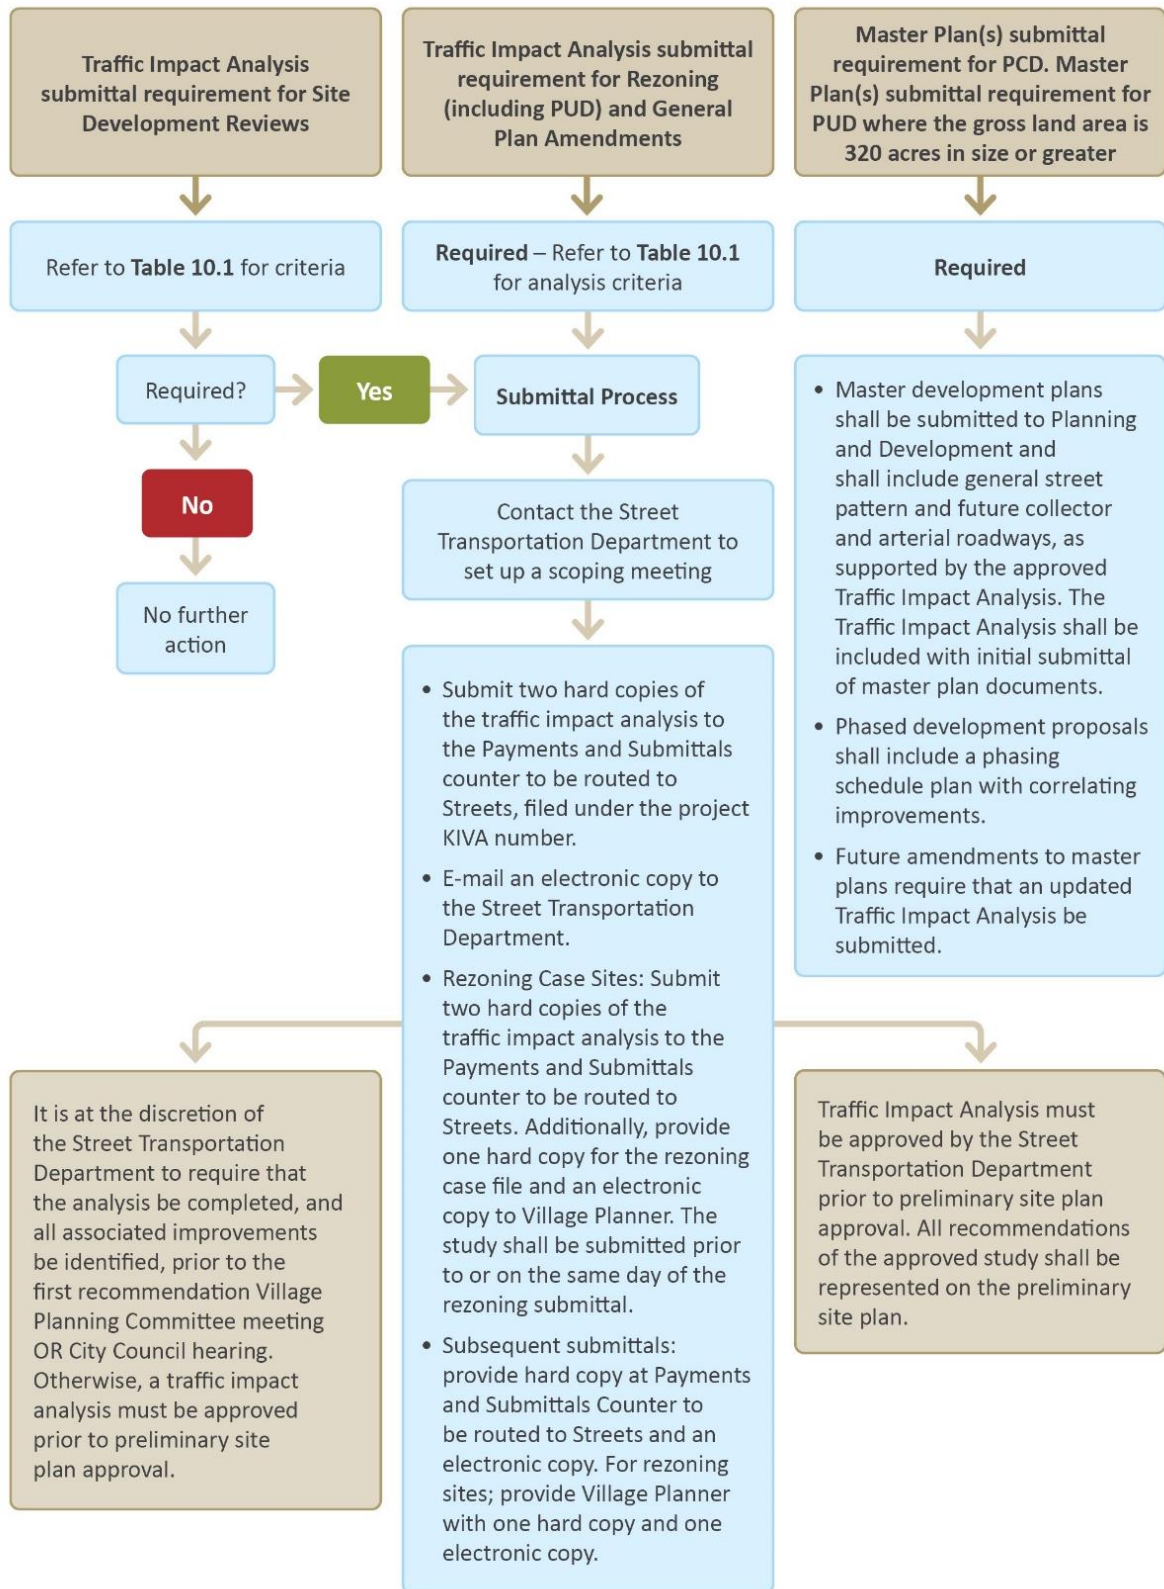 Traffic Impact Analysis
submittal requirement for Site
Development Reviews
Traffic Impact Analysis submittal
requirement for Rezoning
(including PUD) and General
Plan Amendments
Master Plan(s) submittal
requirement for PCD. Master
Plan(s) submittal requirement for
PUD where the gross land area is
320 acres in size or greater
Refer to Table 10.1 for criteria
Required – Refer to Table 10.1
for analysis criteria
Required
Required?
Yes
Submittal Process
No
No further
action
Contact the Street
Transportation Department to
set up a scoping meeting
• Master development plans
shall be submitted to Planning
and Development and
shall include general street
pattern and future collector
and arterial roadways, as
supported by the approved
Traffic Impact Analysis. The
Traffic Impact Analysis shall be
included with initial submittal
of master plan documents.
• Phased development proposals
shall include a phasing
schedule plan with correlating
improvements.
• Future amendments to master
plans require that an updated
Traffic Impact Analysis be
submitted.
• Submit two hard copies of
the traffic impact analysis to
the Payments and Submittals
counter to be routed to
Streets, filed under the project
KIVA number.
• E-mail an electronic copy to
the Street Transportation
Department.
• Rezoning Case Sites: Submit
two hard copies of the
traffic impact analysis to the
Payments and Submittals
counter to be routed to
Streets. Additionally, provide
one hard copy for the rezoning
case file and an electronic
copy to Village Planner. The
study shall be submitted prior
to or on the same day of the
rezoning submittal.
• Subsequent submittals:
provide hard copy at Payments
and Submittals Counter to
be routed to Streets and an
electronic copy. For rezoning
sites; provide Village Planner
with one hard copy and one
electronic copy.
It is at the discretion of
the Street Transportation
Department to require that
the analysis be completed, and
all associated improvements
be identified, prior to the
first recommendation Village
Planning Committee meeting
OR City Council hearing.
Otherwise, a traffic impact
analysis must be approved
prior to preliminary site
plan approval.
Traffic Impact Analysis must
be approved by the Street
Transportation Department
prior to preliminary site plan
approval. All recommendations
of the approved study shall be
represented on the preliminary
site plan.